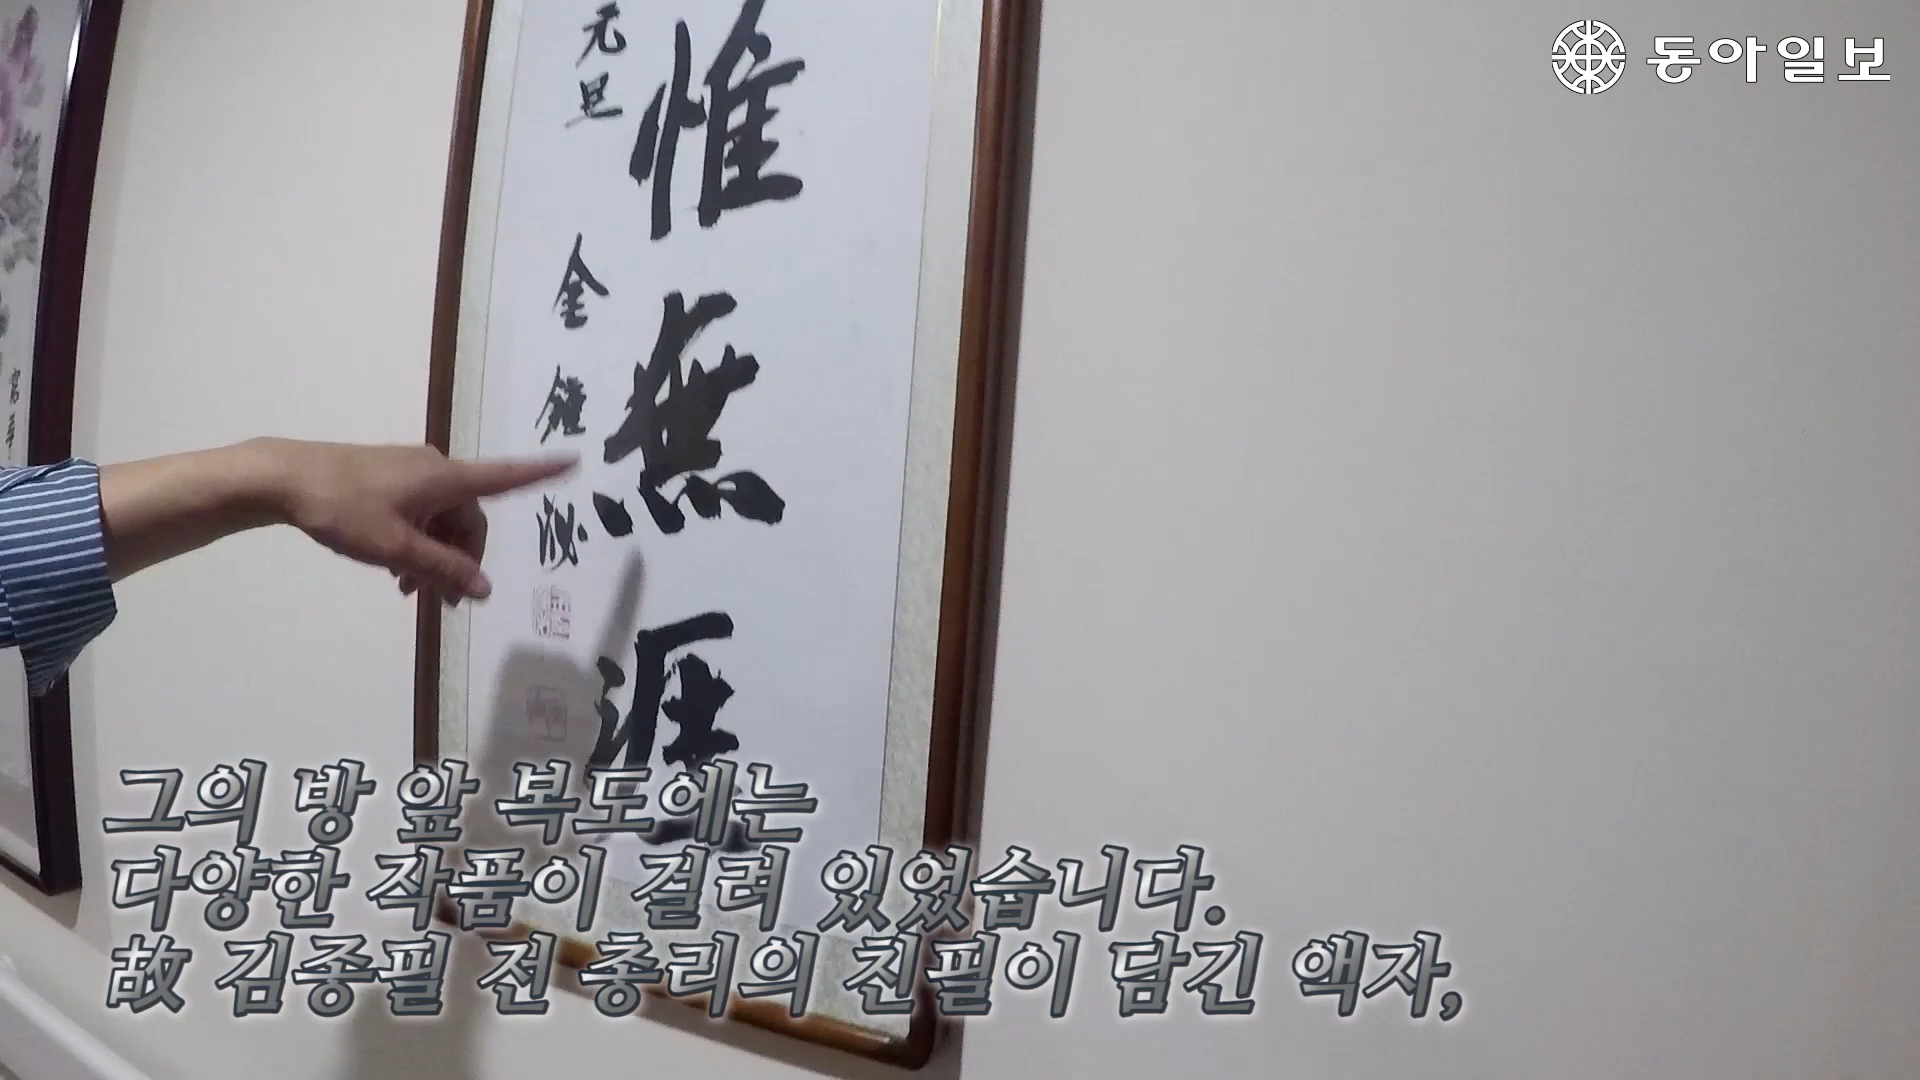 동아일보
惟無涯
元旦
金鍾泌
그의 방 앞 복도에는
다양한 작품이 걸려 있었습니다.
故 김종필 전 총리의 친필이 담긴 액자,